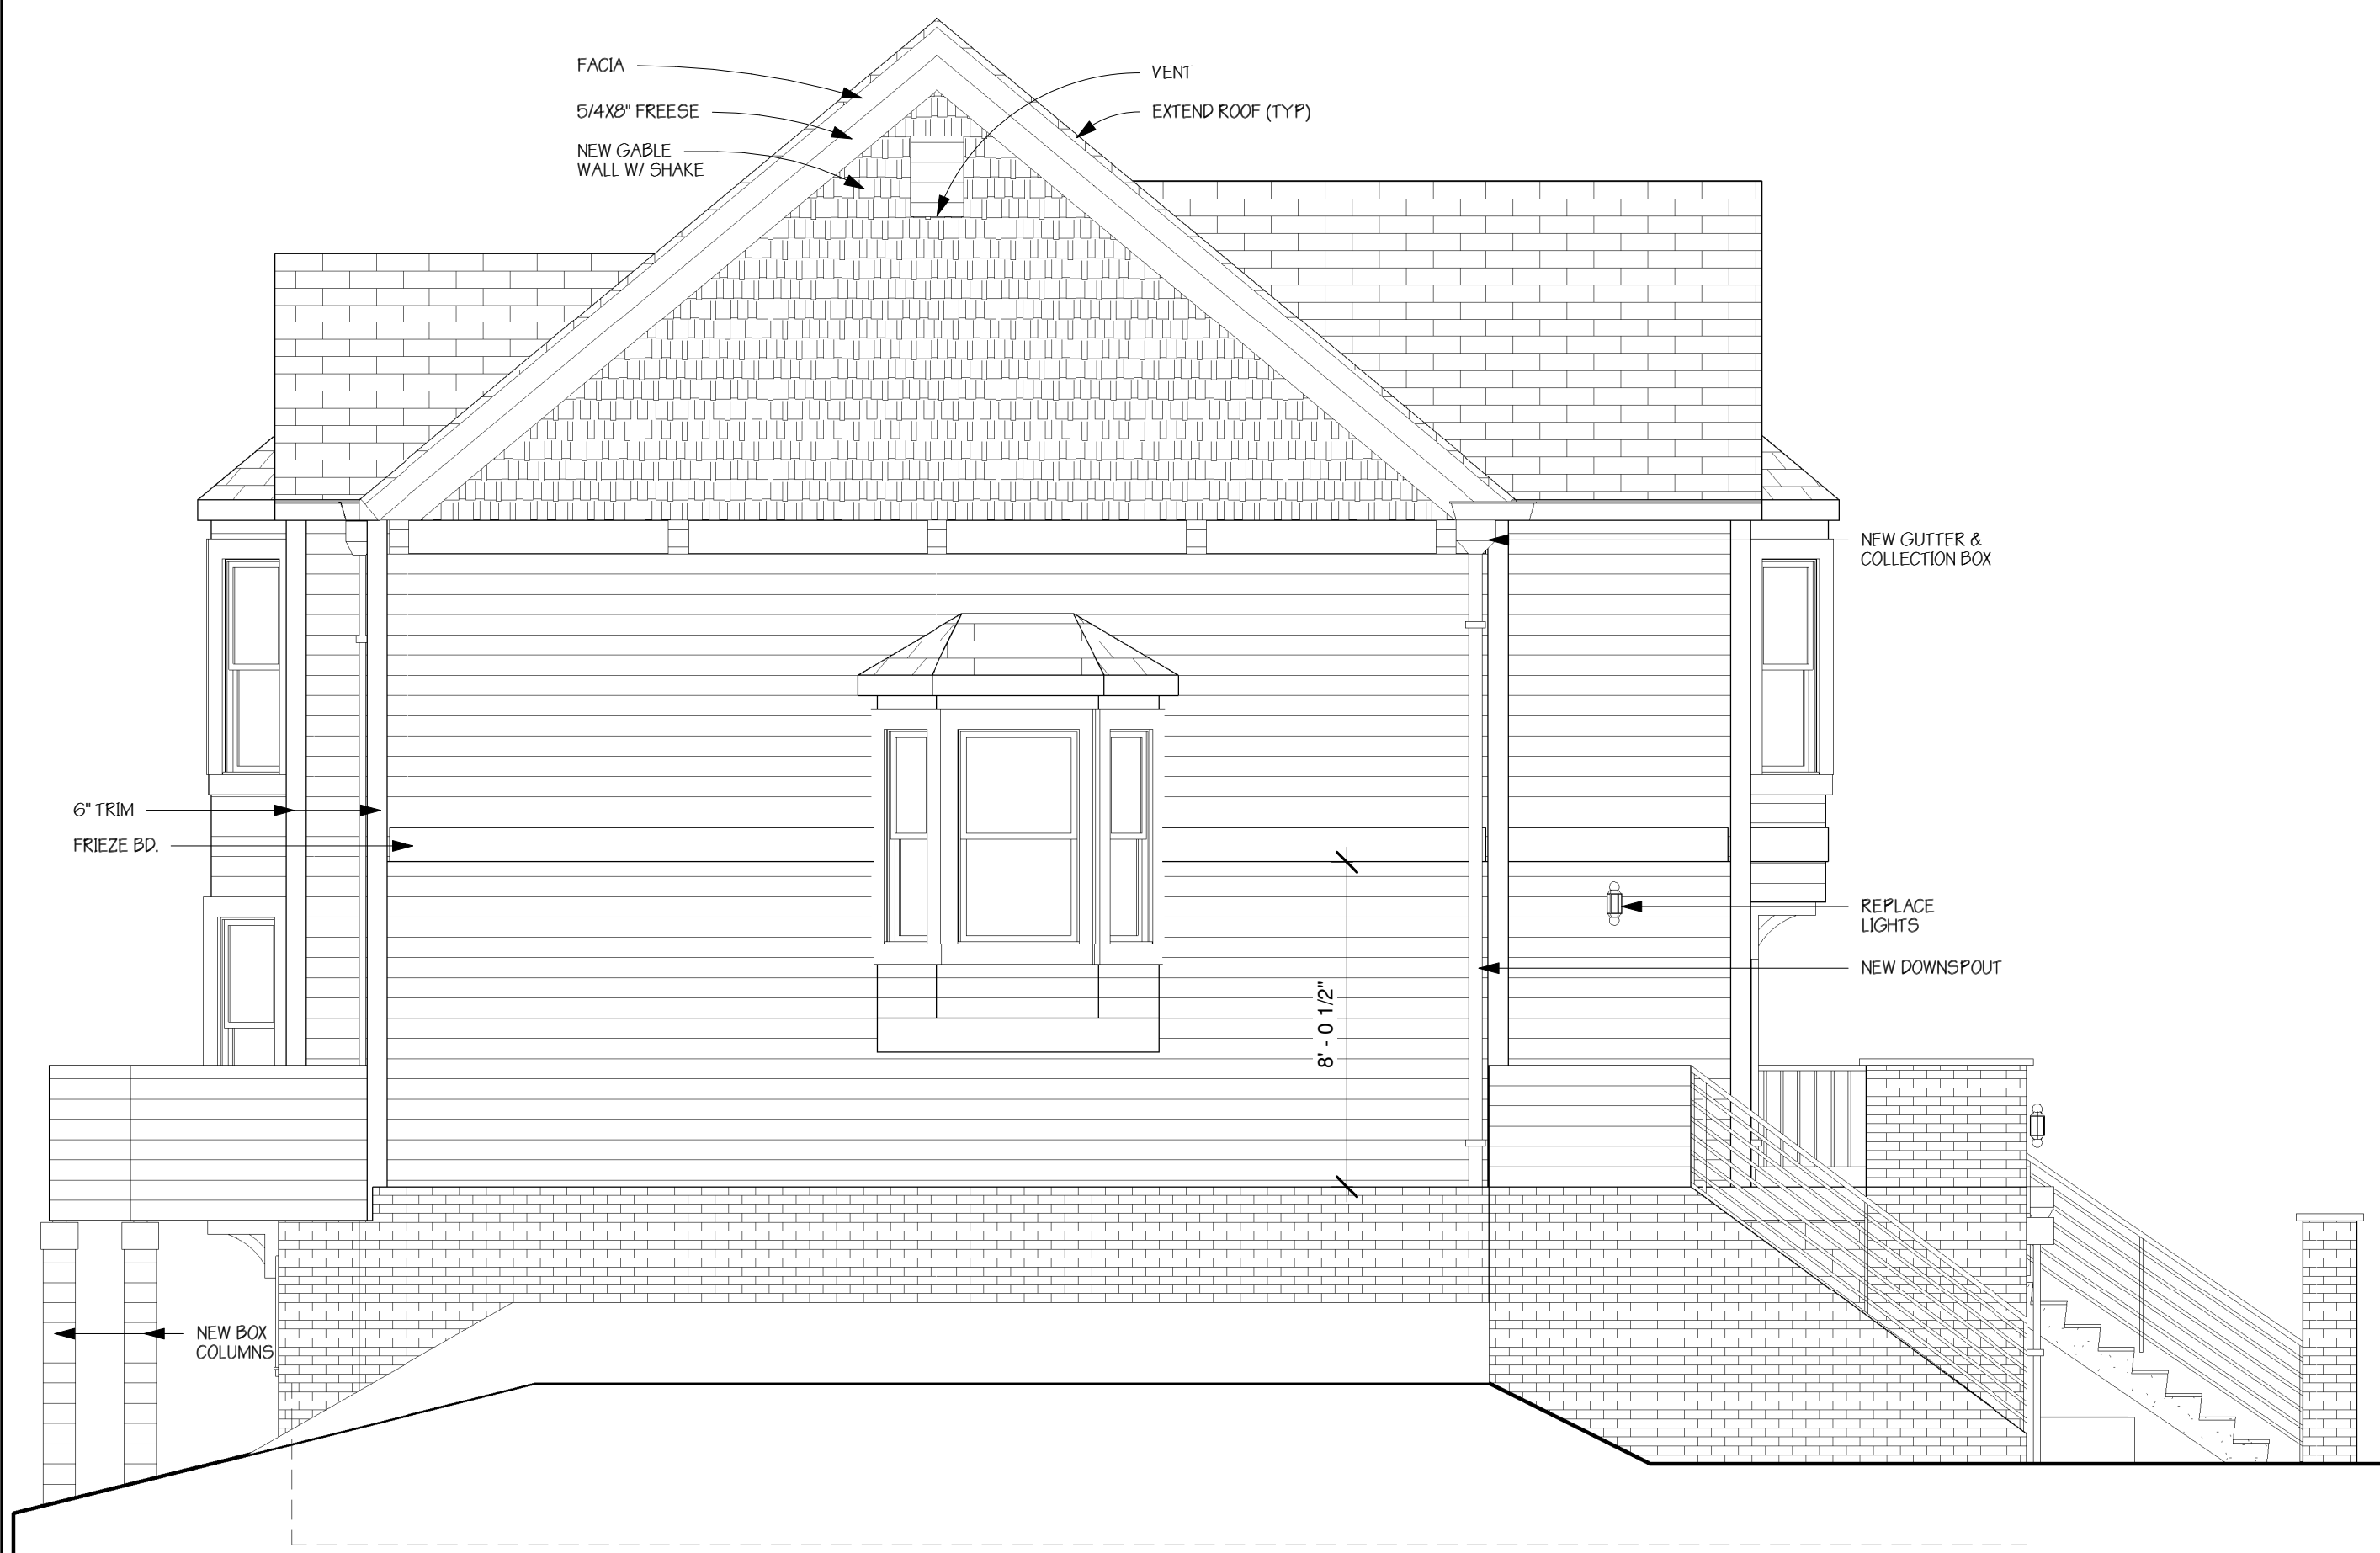 FACIA
5/4X8" FREESE
NEW GABLE
WALL W/ SHAKE
VENT
EXTEND ROOF (TYP)
NEW GUTTER &
COLLECTION BOX
6" TRIM
FRIEZE BD.
REPLACE
LIGHTS
NEW DOWNSPOUT
8' - 0 1/2"
NEW BOX
COLUMNS